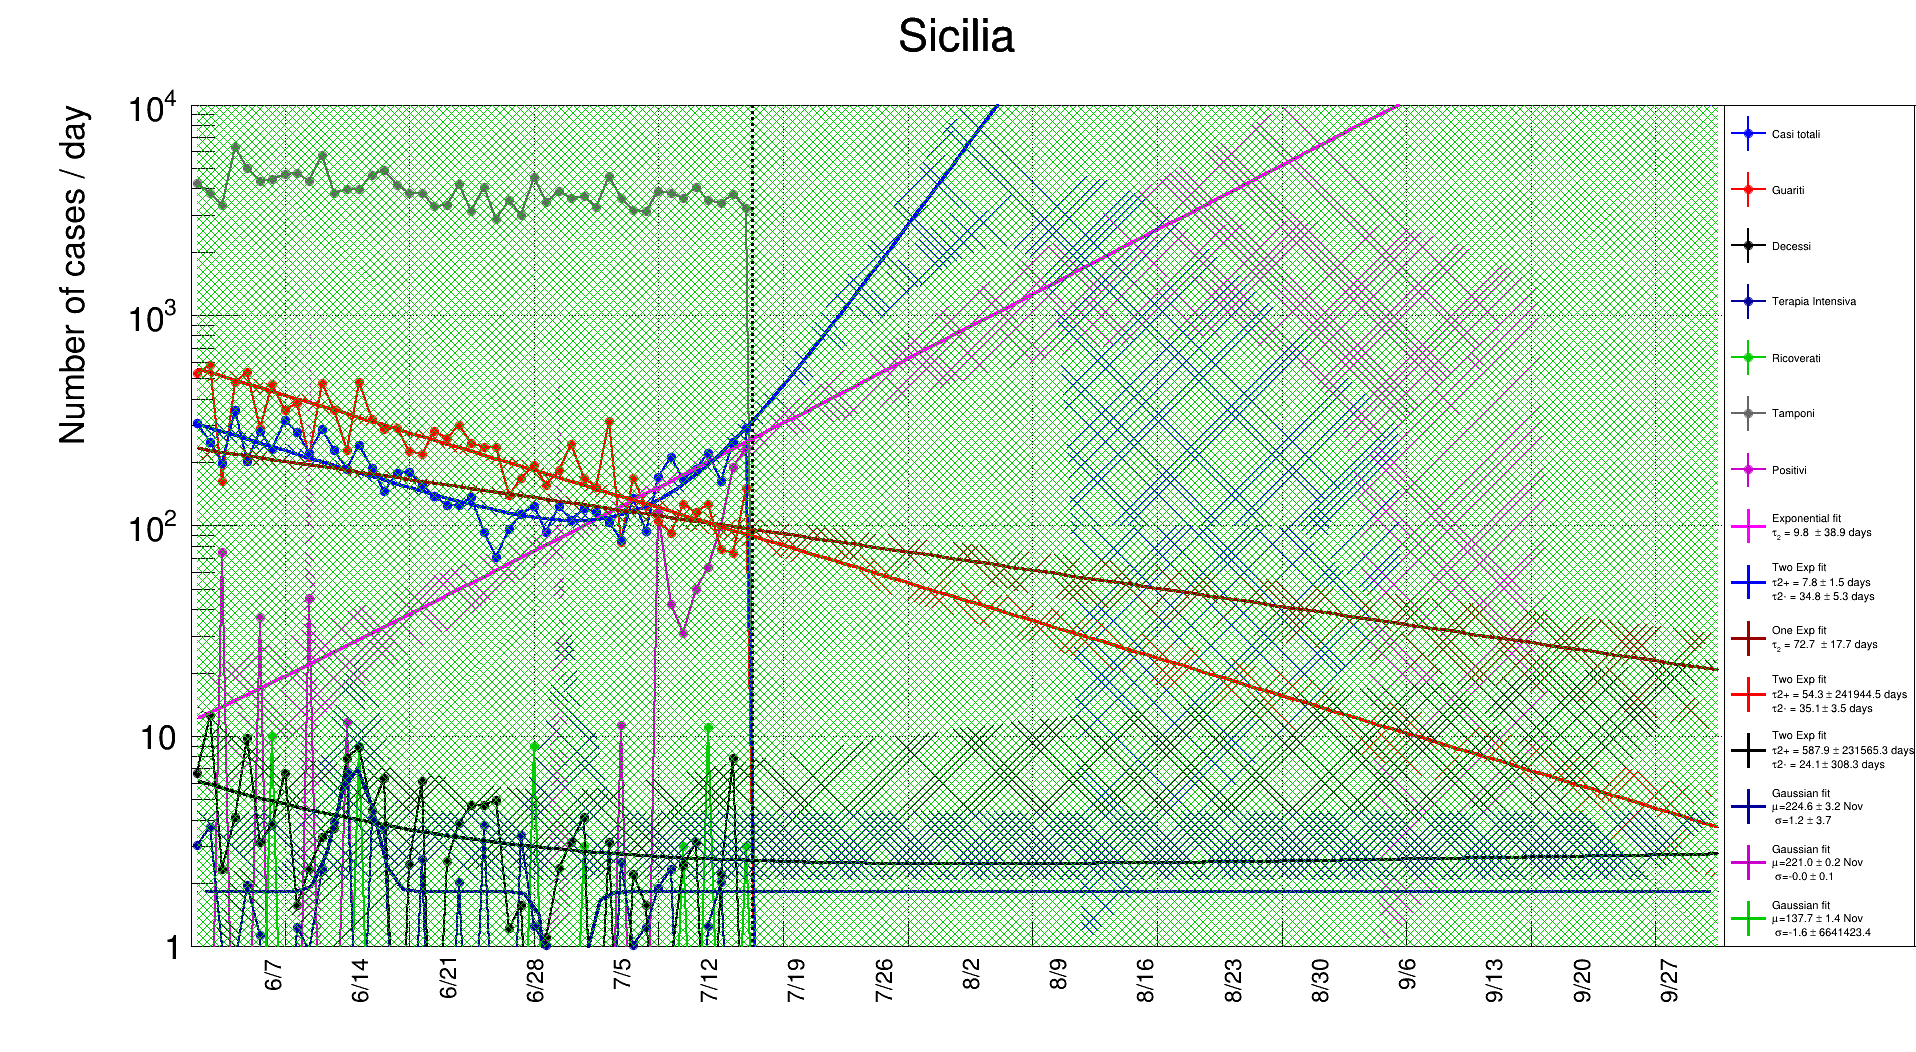 Sicilia
Number of cases / day
10⁴
10³
10²
10
1
6/7
6/14
6/21
6/28
7/5
7/12
7/19
7/26
8/2
8/9
8/16
8/23
8/30
9/6
9/13
9/20
9/27
Casi totali
Guariti
Decessi
Terapia Intensiva
Ricoverati
Tamponi
Positivi
Exponential fit
τ₂ = 9.8 ± 38.9 days
Two Exp fit
τ2+ = 7.8 ± 1.5 days
τ2- = 34.8 ± 5.3 days
One Exp fit
τ₂ = 72.7 ± 17.7 days
Two Exp fit
τ2+ = 54.3 ± 241944.5 days
τ2- = 35.1 ± 3.5 days
Two Exp fit
τ2+ = 587.9 ± 231565.3 days
τ2- = 24.1 ± 308.3 days
Gaussian fit
μ=224.6 ± 3.2 Nov
σ=1.2 ± 3.7
Gaussian fit
μ=221.0 ± 0.2 Nov
σ=-0.0 ± 0.1
Gaussian fit
μ=137.7 ± 1.4 Nov
σ=-1.6 ± 6641423.4